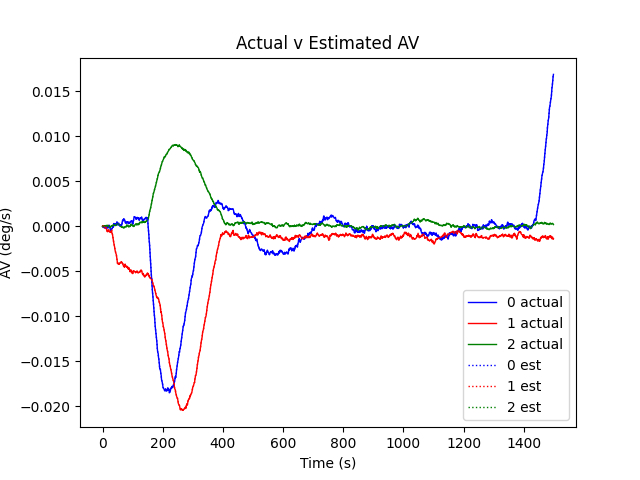 Actual v Estimated AV
AV (deg/s)
0.015
0.010
0.005
0.000
−0.005
−0.010
−0.015
−0.020
0 actual
1 actual
2 actual
0 est
1 est
2 est
0 200 400 600 800 1000 1200 1400
Time (s)